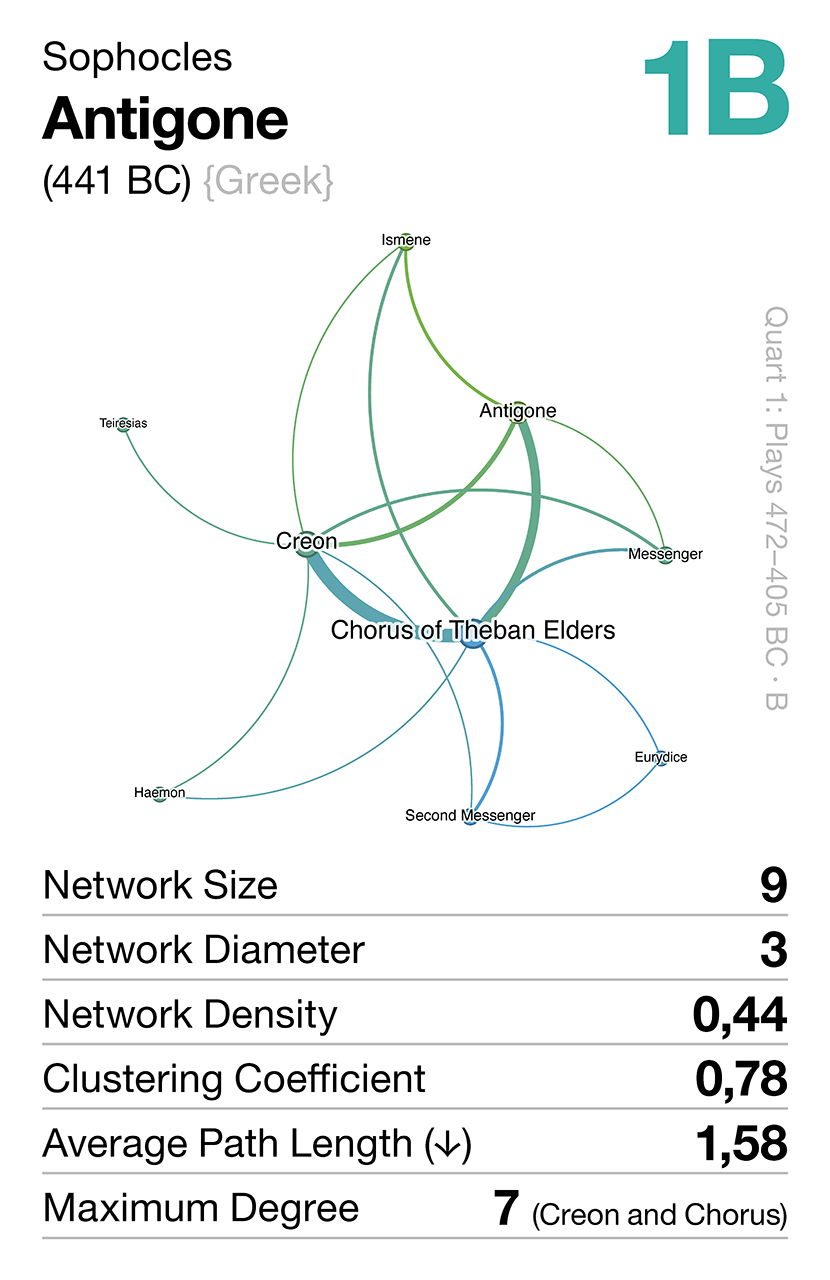 Sophocles
1B
Antigone
(441 BC) {Greek}
Ismene
Antigone
Teiresias
Creon
Messenger
Chorus of Theban Elders
Eurydice
Haemon
Second Messenger
Quart 1: Plays 472–405 BC · B
Network Size 9
Network Diameter 3
Network Density 0,44
Clustering Coefficient 0,78
Average Path Length (↓) 1,58
Maximum Degree 7 (Creon and Chorus)